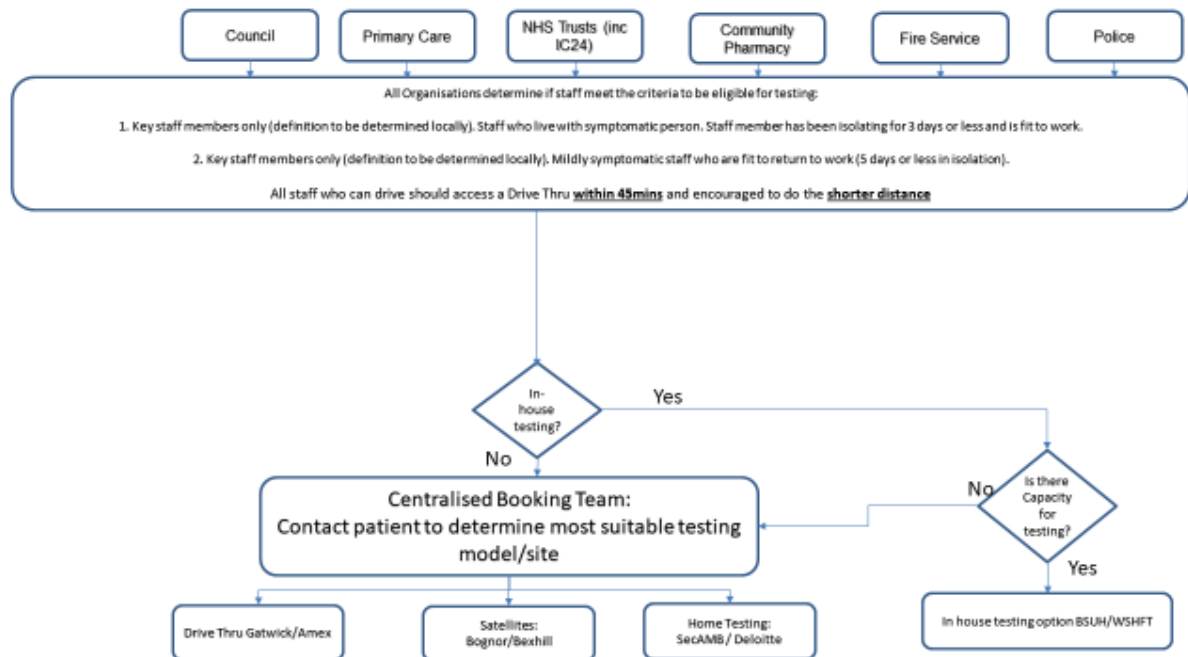 Council
Primary Care
NHS Trusts (inc
IC24)
Community
Pharmacy
Fire Service
Police
All Organisations determine if staff meet the criteria to be eligible for testing:
1. Key staff members only (definition to be determined locally). Staff who live with symptomatic person. Staff member has been isolating for 3 days or less and is fit to work.
2. Key staff members only (definition to be determined locally). Mildly symptomatic staff who are fit to return to work (5 days or less in isolation).
All staff who can drive should access a Drive Thru within 45mins and encouraged to do the shorter distance
In-
house
testing?
Yes
No
Is there
Capacity
for
testing?
No
Yes
Centralised Booking Team:
Contact patient to determine most suitable testing
model/site
Drive Thru Gatwick/Amex
Satellites:
Bognor/Bexhill
Home Testing:
SecAMB/ Deloitte
In house testing option BSUH/WSHFT